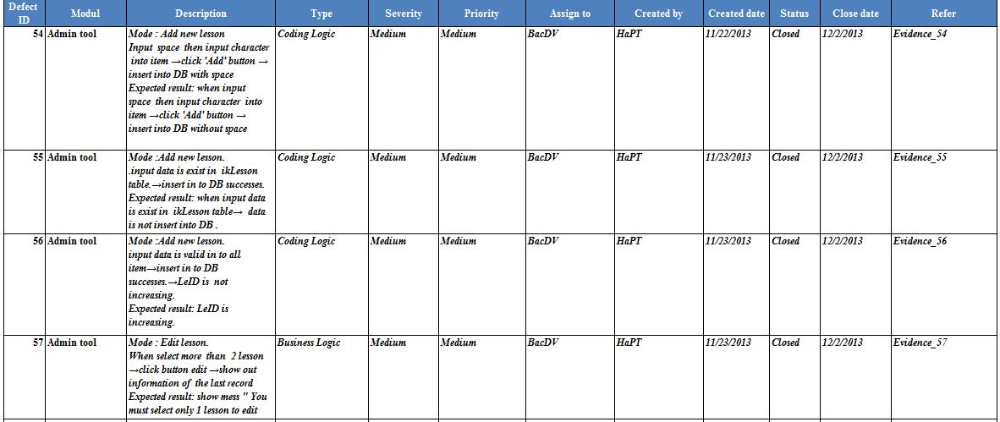 Defect ID Modul Description Type Severity Priority Assign to Created by Created date Status Close date Refer
54 Admin tool Mode : Add new lesson Coding Logic Medium Medium BacDV HaPT 11/22/2013 Closed 12/2/2013 Evidence_54
Input space then input character
into item →click 'Add' button →
insert into DB with space
Expected result: when input
space then input character into
item →click 'Add' button →
insert into DB without space
55 Admin tool Mode :Add new lesson. Coding Logic Medium Medium BacDV HaPT 11/23/2013 Closed 12/2/2013 Evidence_55
.input data is exist in ikLesson
table.→insert in to DB successes.
Expected result: when input data
is exist in ikLesson table→ data
is not insert into DB .
56 Admin tool Mode :Add new lesson. Coding Logic Medium Medium BacDV HaPT 11/23/2013 Closed 12/2/2013 Evidence_56
input data is valid in to all
item→insert in to DB
successes.→LeID is not
increasing.
Expected result: LeID is
increasing.
57 Admin tool Mode : Edit lesson. Business Logic Medium Medium BacDV HaPT 11/23/2013 Closed 12/2/2013 Evidence_57
When select more than 2 lesson
→click button edit →show out
information of the last record
Expected result: show mess " You
must select only 1 lesson to edit